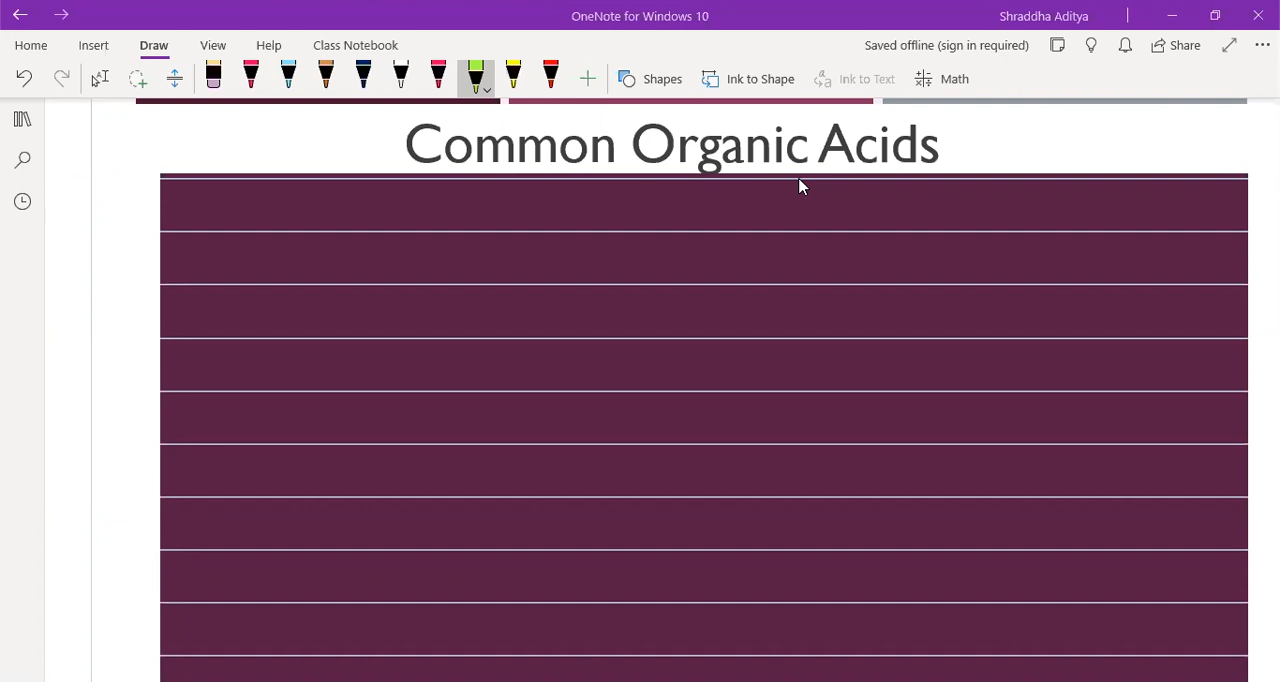 OneNote for Windows 10
Shraddha Aditya
Home Insert Draw View Help Class Notebook
Saved offline (sign in required) Share
Shapes Ink to Shape Ink to Text Math
Common Organic Acids